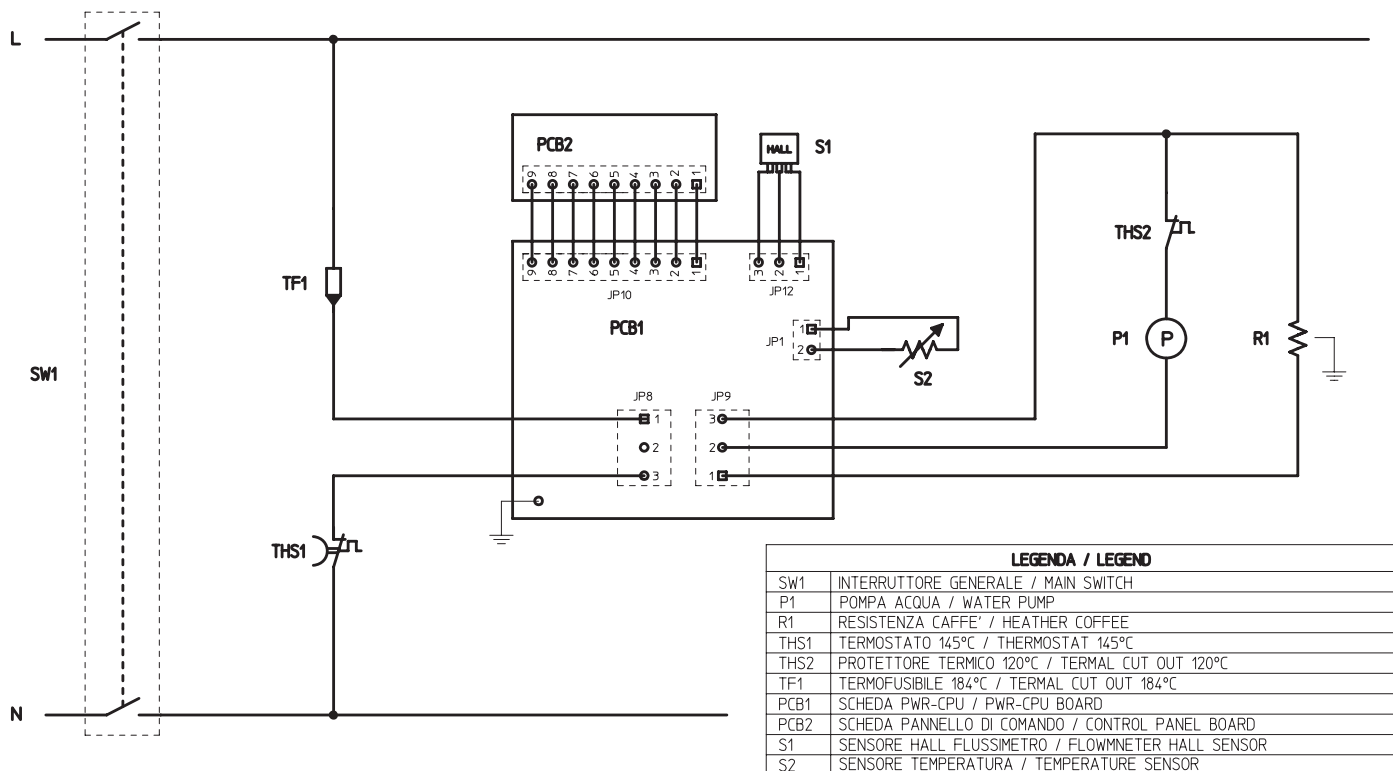 L
PCB2
9 8 7 6 5 4 3 2 1
HALL
S1
THS2
9 8 7 6 5 4 3 2 1
JP10
3 2 1
JP12
TF1
PCB1
JP1
1
2
S2
P1
P
R1
SW1
JP8
JP9
1
2
3
3
2
1
THS1
N
LEGENDA / LEGEND
SW1 INTERRUTTORE GENERALE / MAIN SWITCH
P1 POMPA ACQUA / WATER PUMP
R1 RESISTENZA CAFFE' / HEATHER COFFEE
THS1 TERMOSTATO 145°C / THERMOSTAT 145°C
THS2 PROTETTORE TERMICO 120°C / TERMAL CUT OUT 120°C
TF1 TERMOFUSIBILE 184°C / TERMAL CUT OUT 184°C
PCB1 SCHEDA PWR-CPU / PWR-CPU BOARD
PCB2 SCHEDA PANNELLO DI COMANDO / CONTROL PANEL BOARD
S1 SENSORE HALL FLUSSIMETRO / FLOWMNETER HALL SENSOR
S2 SENSORE TEMPERATURA / TEMPERATURE SENSOR